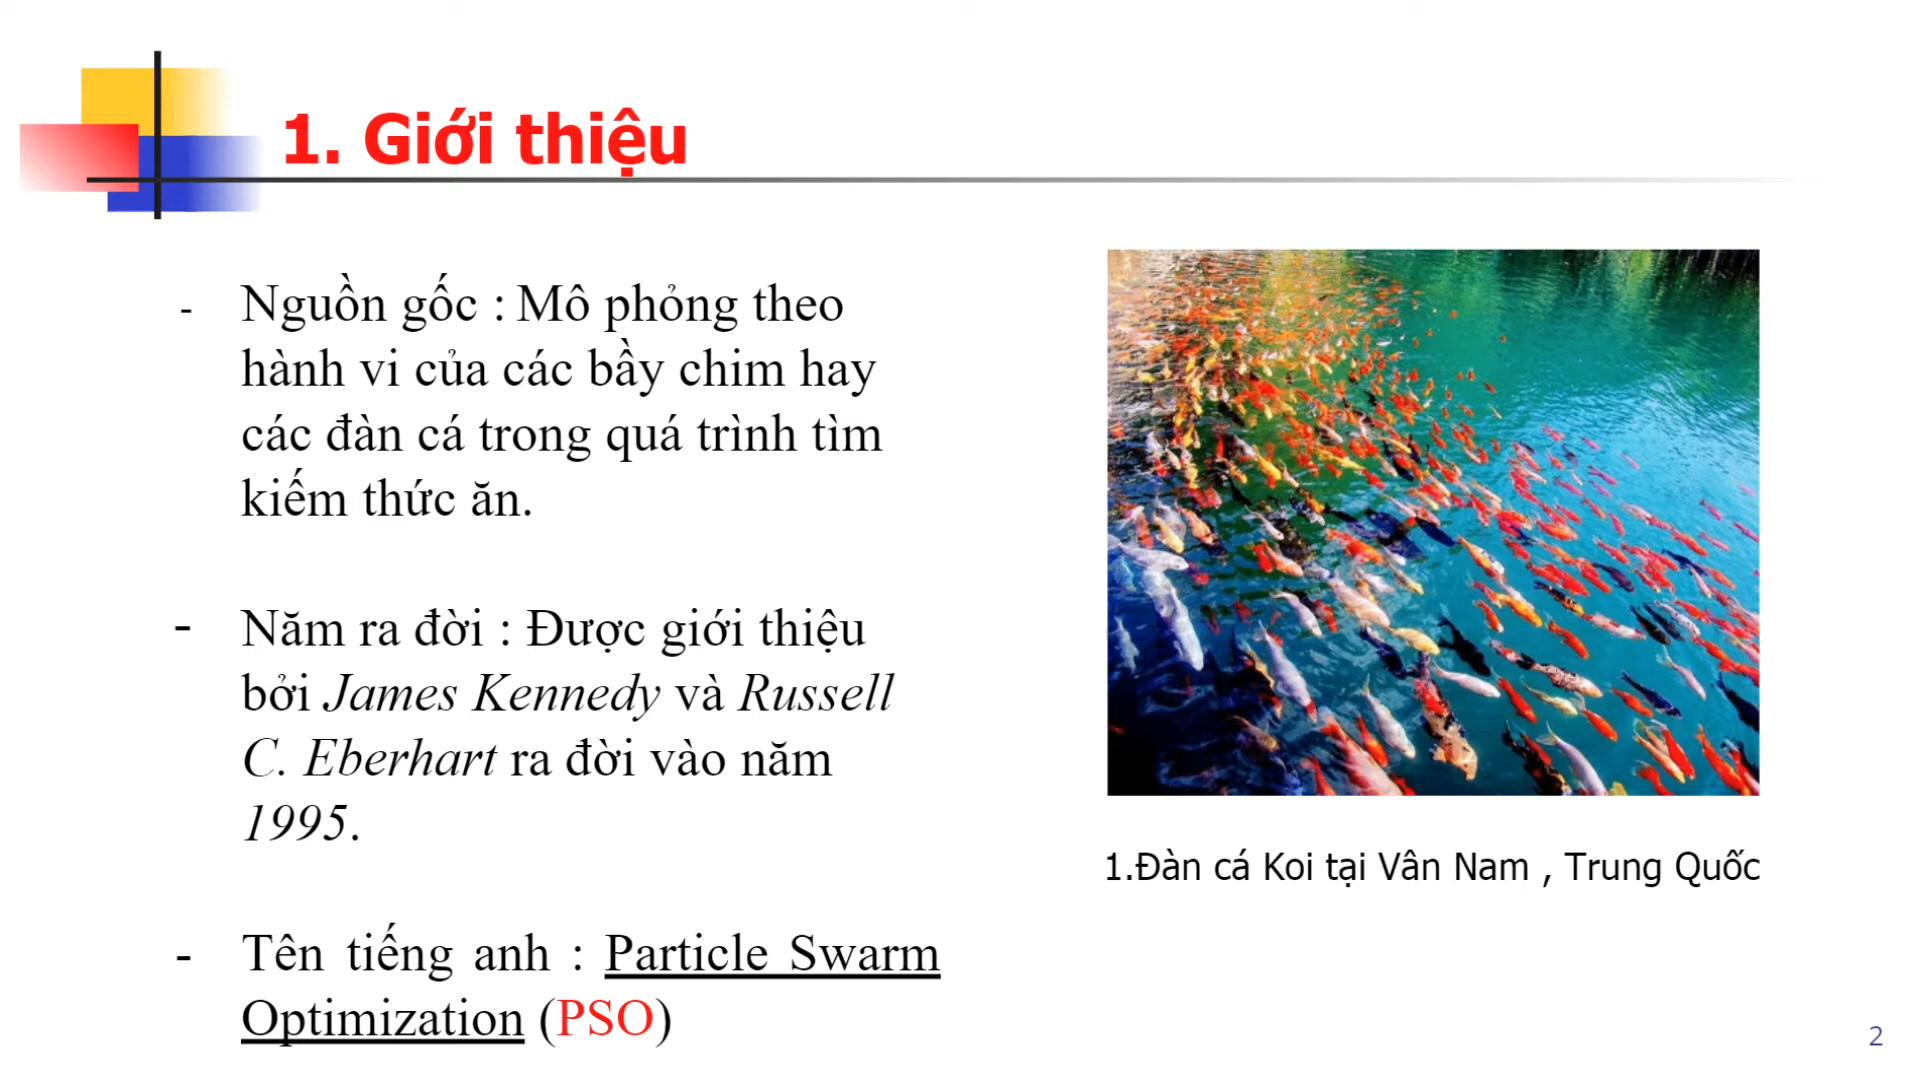 1. Giới thiệu
- Nguồn gốc : Mô phỏng theo
hành vi của các bầy chim hay
các đàn cá trong quá trình tìm
kiếm thức ăn.
- Năm ra đời : Được giới thiệu
bởi James Kennedy và Russell
C. Eberhart ra đời vào năm
1995.
- Tên tiếng anh : Particle Swarm
Optimization (PSO)
1.Đàn cá Koi tại Vân Nam , Trung Quốc
2